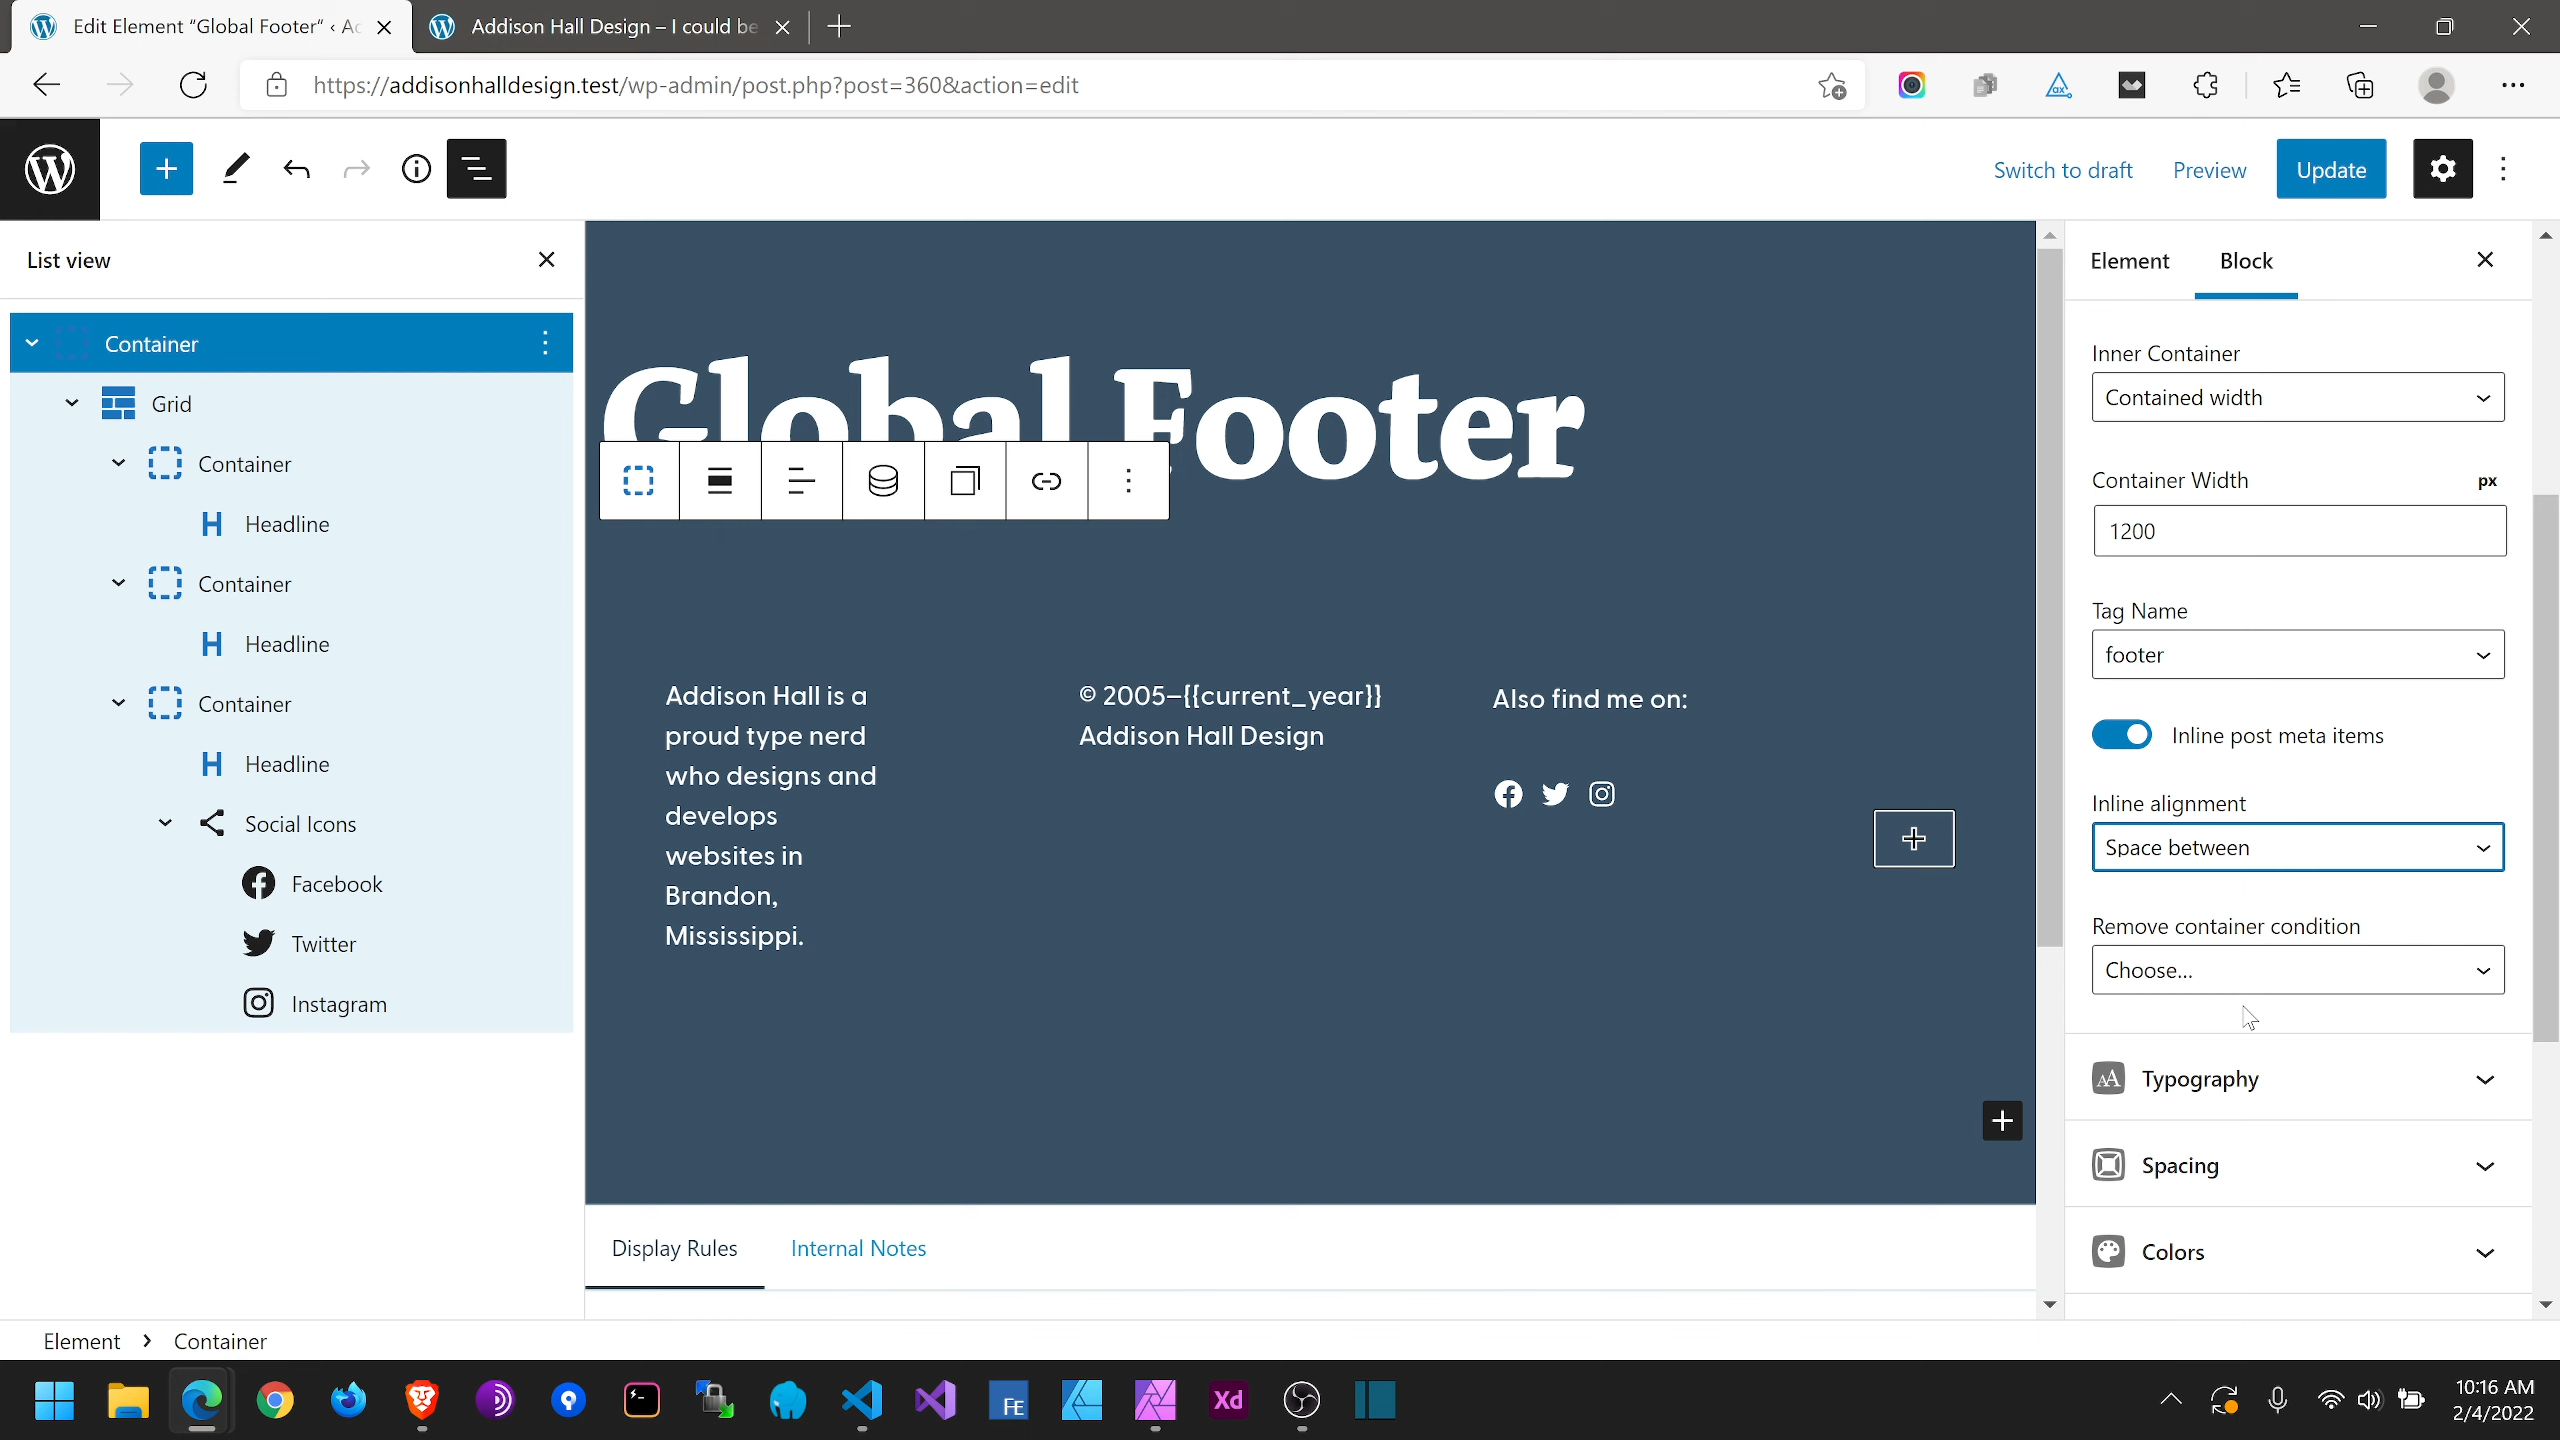 Edit Element “Global Footer” ‹ Ac
Addison Hall Design – I could be
https://addisonhalldesign.test/wp-admin/post.php?post=360&action=edit
Switch to draft
Preview
Update
List view
Container
Grid
Container
Headline
Container
Headline
Container
Headline
Social Icons
Facebook
Twitter
Instagram
Global Footer
Addison Hall is a
proud type nerd
who designs and
develops
websites in
Brandon,
Mississippi.
© 2005–{{current_year}}
Addison Hall Design
Also find me on:
Display Rules
Internal Notes
Element
Block
Inner Container
Contained width
Container Width
px
1200
Tag Name
footer
Inline post meta items
Inline alignment
Space between
Remove container condition
Choose...
Typography
Spacing
Colors
Element › Container
FE
Xd
10:16 AM
2/4/2022